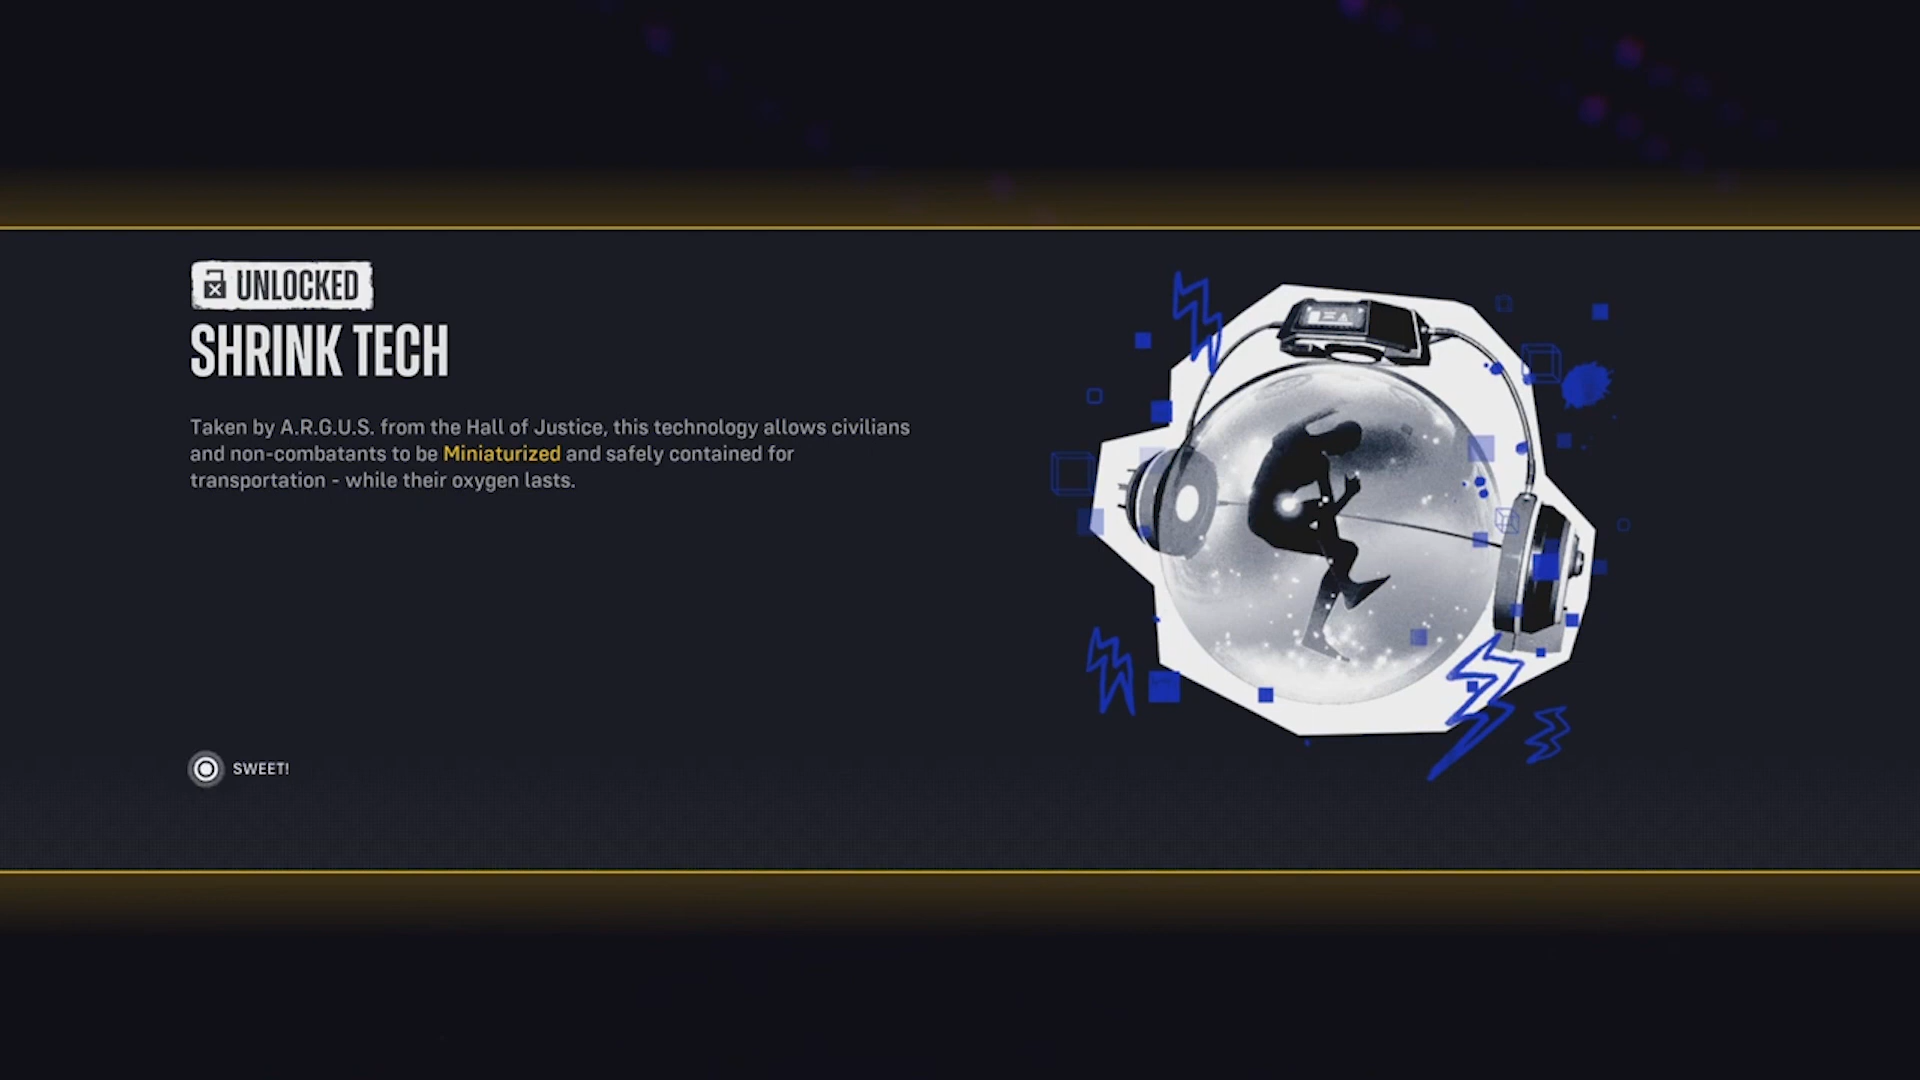 UNLOCKED
SHRINK TECH
Taken by A.R.G.U.S. from the Hall of Justice, this technology allows civilians
and non-combatants to be Miniaturized and safely contained for
transportation - while their oxygen lasts.
SWEET!